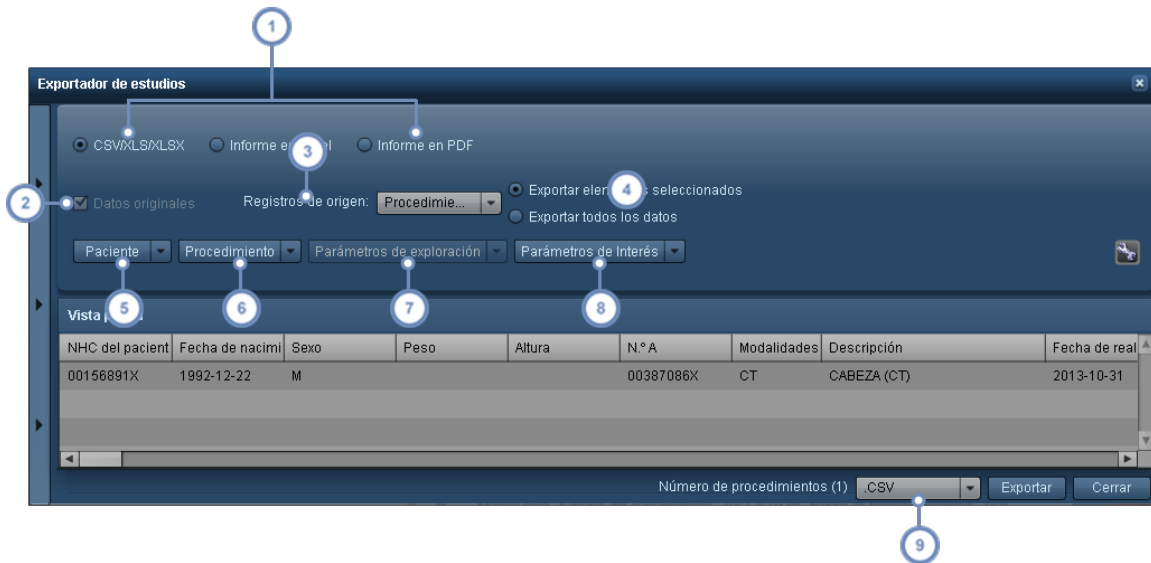 1
Exportador de estudios
CSV/XLS/XLSX Informe e el Informe en PDF
3
2 Datos originales Registros de origen: Procedimie... Exportar ele 4 s seleccionados
Exportar todos los datos
Paciente Procedimiento Parámetros de exploración Parámetros de Interés
5 6 7 8
Vista
NHC del pacient Fecha de nacimi Sexo Peso Altura N.º A Modalidades Descripción Fecha de real
00156891X 1992-12-22 M 00387086X CT CABEZA (CT) 2013-10-31
Número de procedimientos (1) .CSV Exportar Cerrar
9